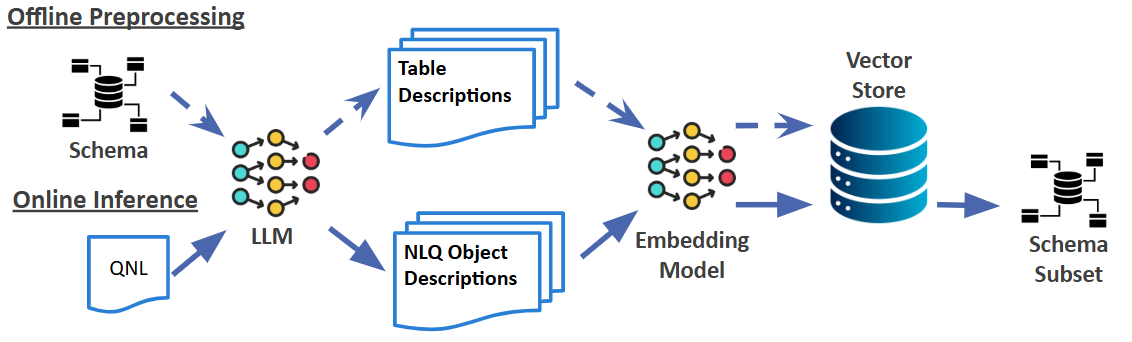 Offline Preprocessing
Schema
Online Inference
QNL
LLM
Table
Descriptions
NLQ Object
Descriptions
Embedding
Model
Vector
Store
Schema
Subset